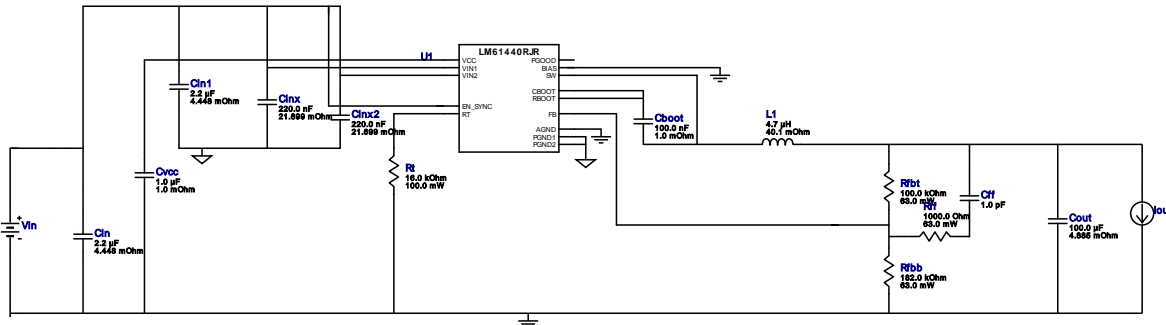 LM61440RJR
U1
VCC
VIN1
VIN2
EN_SYNC
RT
PGOOD
BIAS
SW
CBOOT
RBOOT
FB
AGND
PGND1
PGND2
Cin1
2.2 µF
4.448 mOhm
Cinx
220.0 nF
21.899 mOhm
Cinx2
220.0 nF
21.899 mOhm
Cboot
100.0 nF
1.0 mOhm
L1
4.7 µH
40.1 mOhm
Cvcc
1.0 µF
1.0 mOhm
Rt
16.0 kOhm
100.0 mW
Rfbt
100.0 kOhm
63.0 mW
Rff
1000.0 Ohm
63.0 mW
Cff
1.0 pF
Cout
100.0 µF
4.885 mOhm
Iou
+
Vin
-
Cin
2.2 µF
4.448 mOhm
Rfbb
182.0 kOhm
63.0 mW